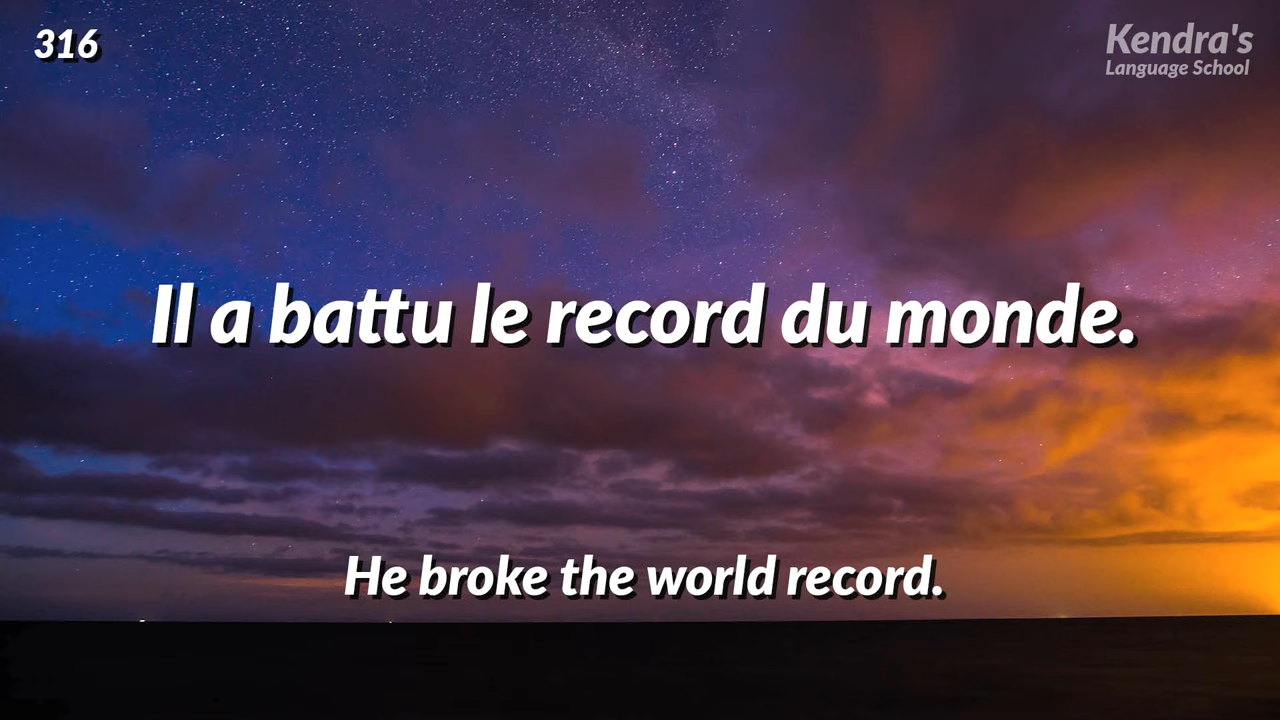 316
Kendra's
Language School
Il a battu le record du monde.
He broke the world record.